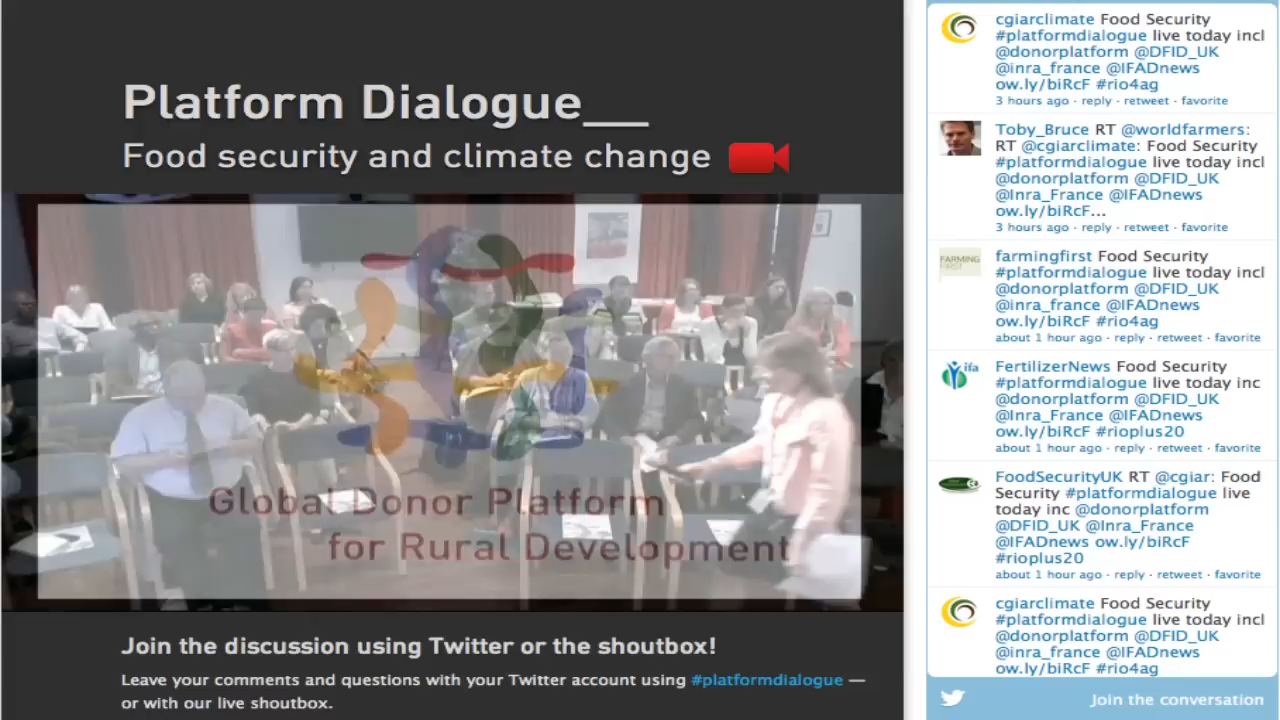 Platform Dialogue__
Food security and climate change
Global Donor Platform
for Rural Development
Join the discussion using Twitter or the shoutbox!
Leave your comments and questions with your Twitter account using #platformdialogue —
or with our live shoutbox.
cgiarclimate Food Security
#platformdialogue live today incl
@donorplatform @DFID_UK
@inra_france @IFADnews
ow.ly/biRcF #rio4ag
3 hours ago · reply · retweet · favorite
Toby_Bruce RT @worldfarmers:
RT @cgiarclimate: Food Security
#platformdialogue live today incl
@donorplatform @DFID_UK
@Inra_France @IFADnews
ow.ly/biRcF...
3 hours ago · reply · retweet · favorite
FARMING
FIRST
farmingfirst Food Security
#platformdialogue live today incl
@donorplatform @DFID_UK
@inra_france @IFADnews
ow.ly/biRcF #rio4ag
about 1 hour ago · reply · retweet · favorite
ifa
FertilizerNews Food Security
#platformdialogue live today inc
@donorplatform @DFID_UK
@Inra_France @IFADnews
ow.ly/biRcF #rioplus20
about 1 hour ago · reply · retweet · favorite
FoodSecurityUK RT @cgiar: Food
Security #platformdialogue live
today inc @donorplatform
@DFID_UK @Inra_France
@IFADnews ow.ly/biRcF
#rioplus20
about 1 hour ago · reply · retweet · favorite
cgiarclimate Food Security
#platformdialogue live today incl
@donorplatform @DFID_UK
@inra_france @IFADnews
ow.ly/biRcF #rio4ag
Join the conversation